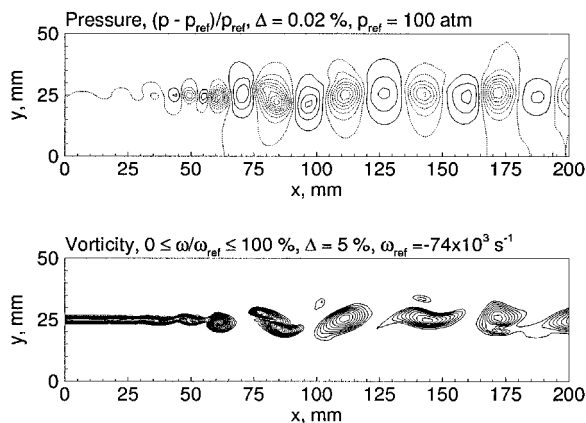 Pressure, (p - p_ref)/p_ref, Δ = 0.02 %, p_ref = 100 atm
50
25
0
y, mm
0 25 50 75 100 125 150 175 200
x, mm
Vorticity, 0 ≤ ω/ω_ref ≤ 100 %, Δ = 5 %, ω_ref=-74x10³ s⁻¹
50
25
0
y, mm
0 25 50 75 100 125 150 175 200
x, mm